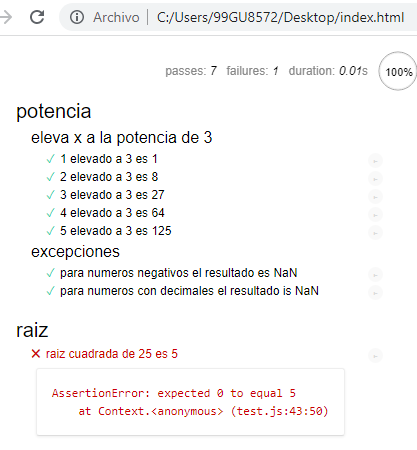 Archivo | C:/Users/99GU8572/Desktop/index.html
passes: 7 failures: 1 duration: 0.01s 100%
potencia
eleva x a la potencia de 3
✓ 1 elevado a 3 es 1
✓ 2 elevado a 3 es 8
✓ 3 elevado a 3 es 27
✓ 4 elevado a 3 es 64
✓ 5 elevado a 3 es 125
excepciones
✓ para numeros negativos el resultado es NaN
✓ para numeros con decimales el resultado is NaN
raiz
✕ raiz cuadrada de 25 es 5
AssertionError: expected 0 to equal 5
at Context.<anonymous> (test.js:43:50)